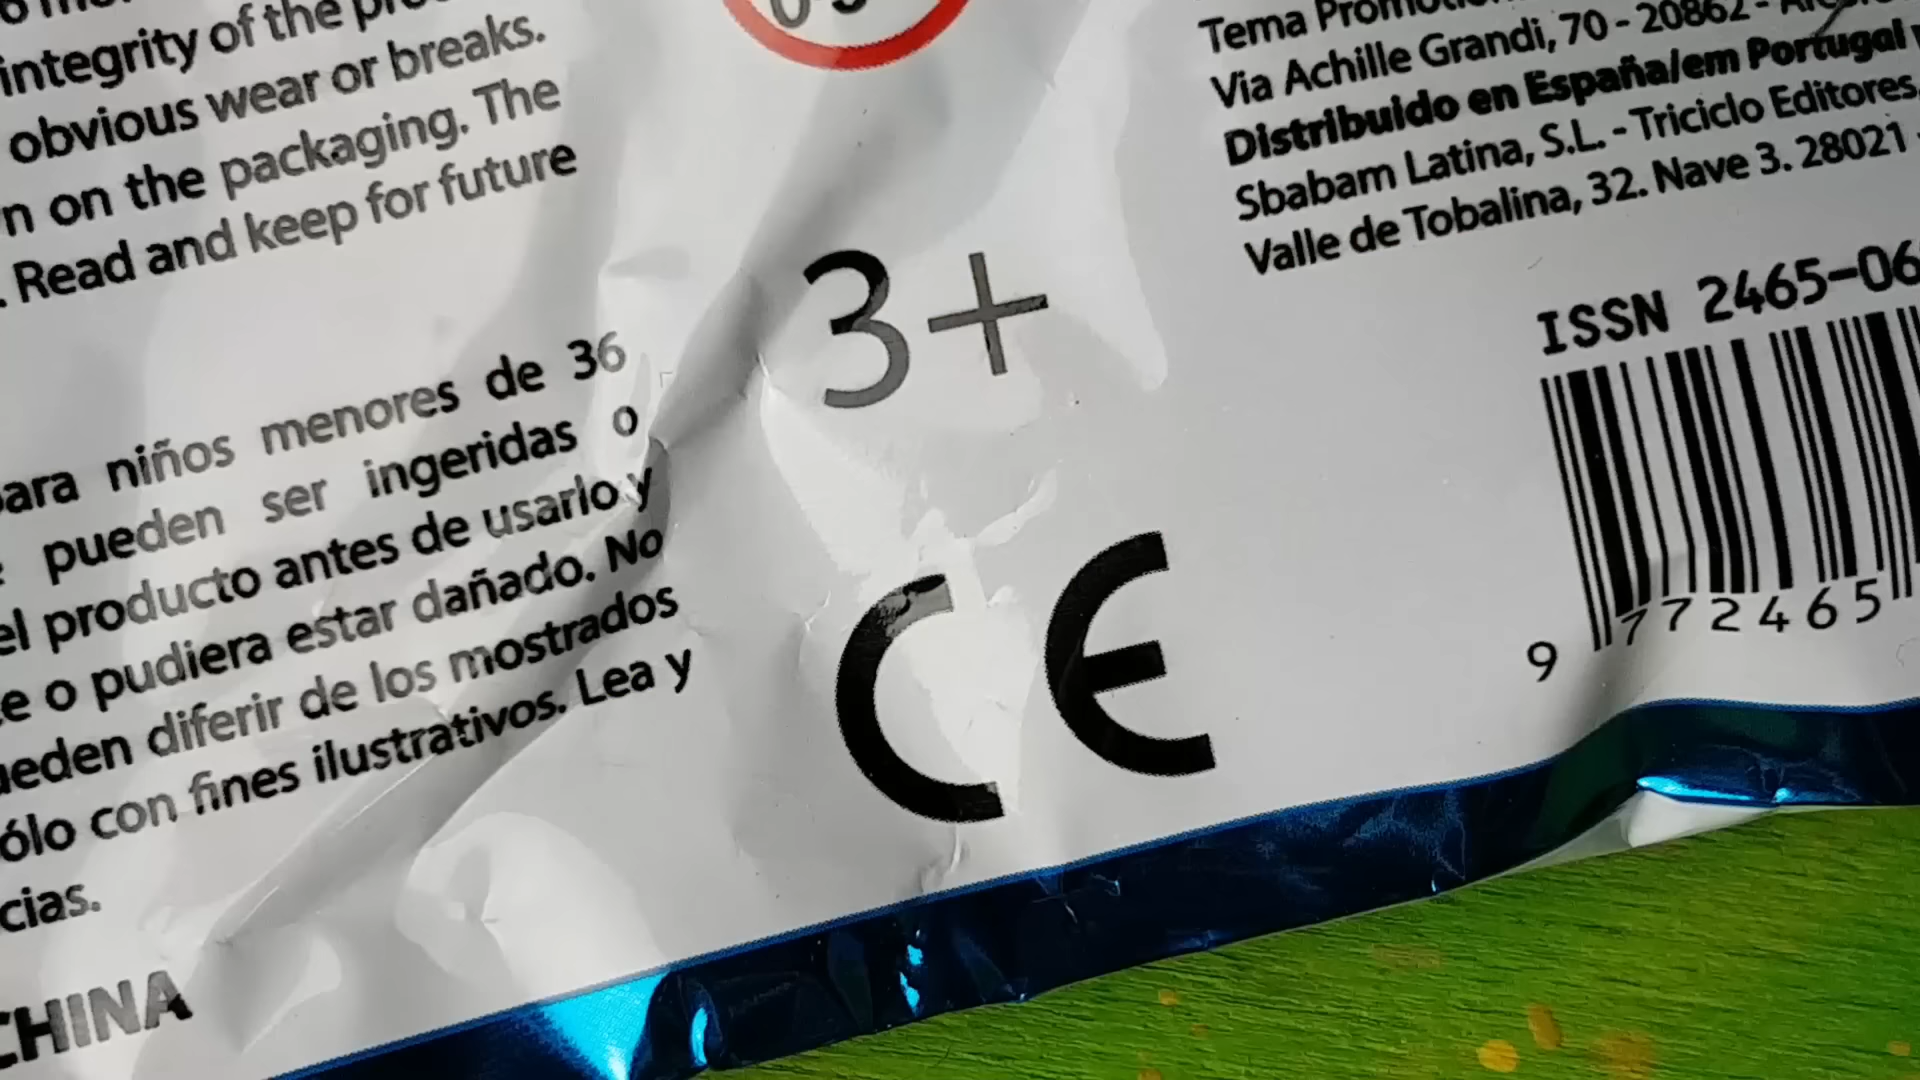 integrity of the
obvious wear or breaks.
on the packaging. The
. Read and keep for future
para niños menores de 36
pueden ser ingeridas o
el producto antes de usarlo y
e o pudiera estar dañado. No
ueden diferir de los mostrados
ólo con fines ilustrativos. Lea y
cias.
CHINA
0-3
3+
CE
Tema
Via Achille Grandi, 70 - 20862 -
Distribuido en España/em Portugal
Sbabam Latina, S.L. - Triciclo Editores,
Valle de Tobalina, 32. Nave 3. 28021
ISSN 2465-06
9 772465